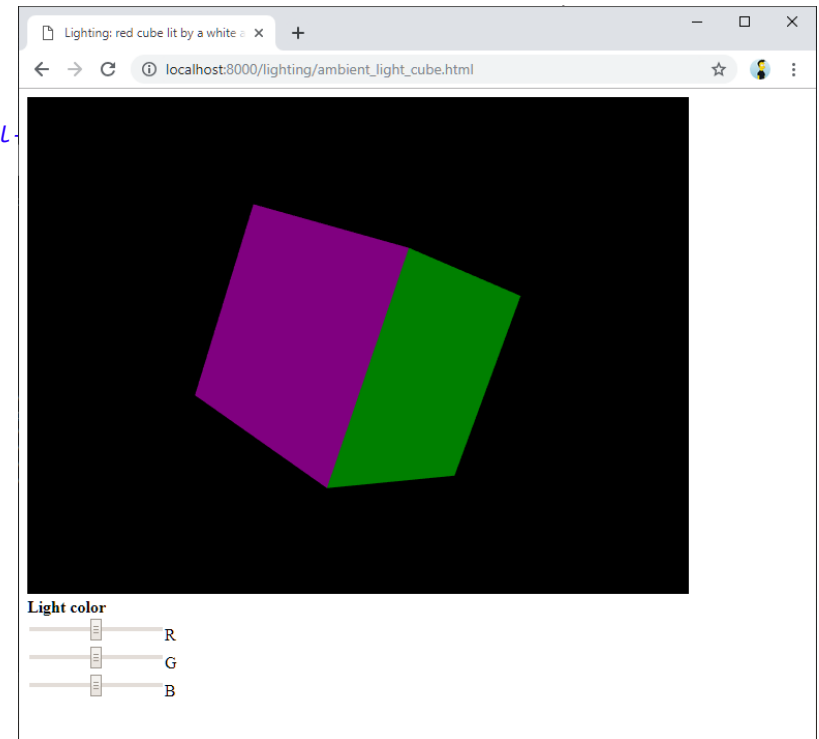 Lighting: red cube lit by a white a
localhost:8000/lighting/ambient_light_cube.html
Light color
R
G
B